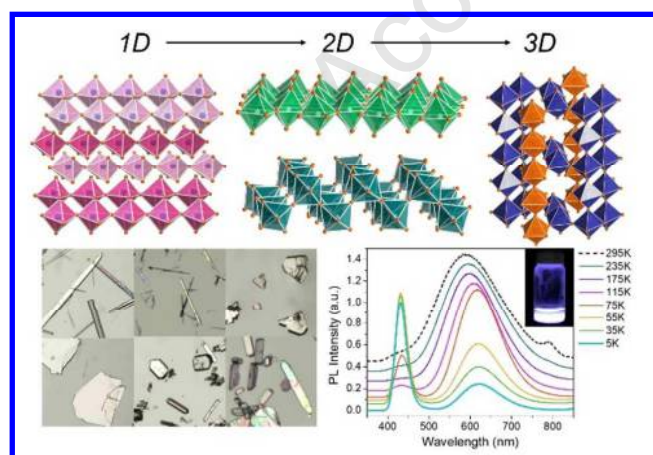 Acc
1D
2D
3D
PL Intensity (a.u.)
1.4
1.2
1.0
0.8
0.6
0.4
0.2
0.0
400
500
600
700
800
Wavelength (nm)
295K
235K
175K
115K
75K
55K
35K
5K